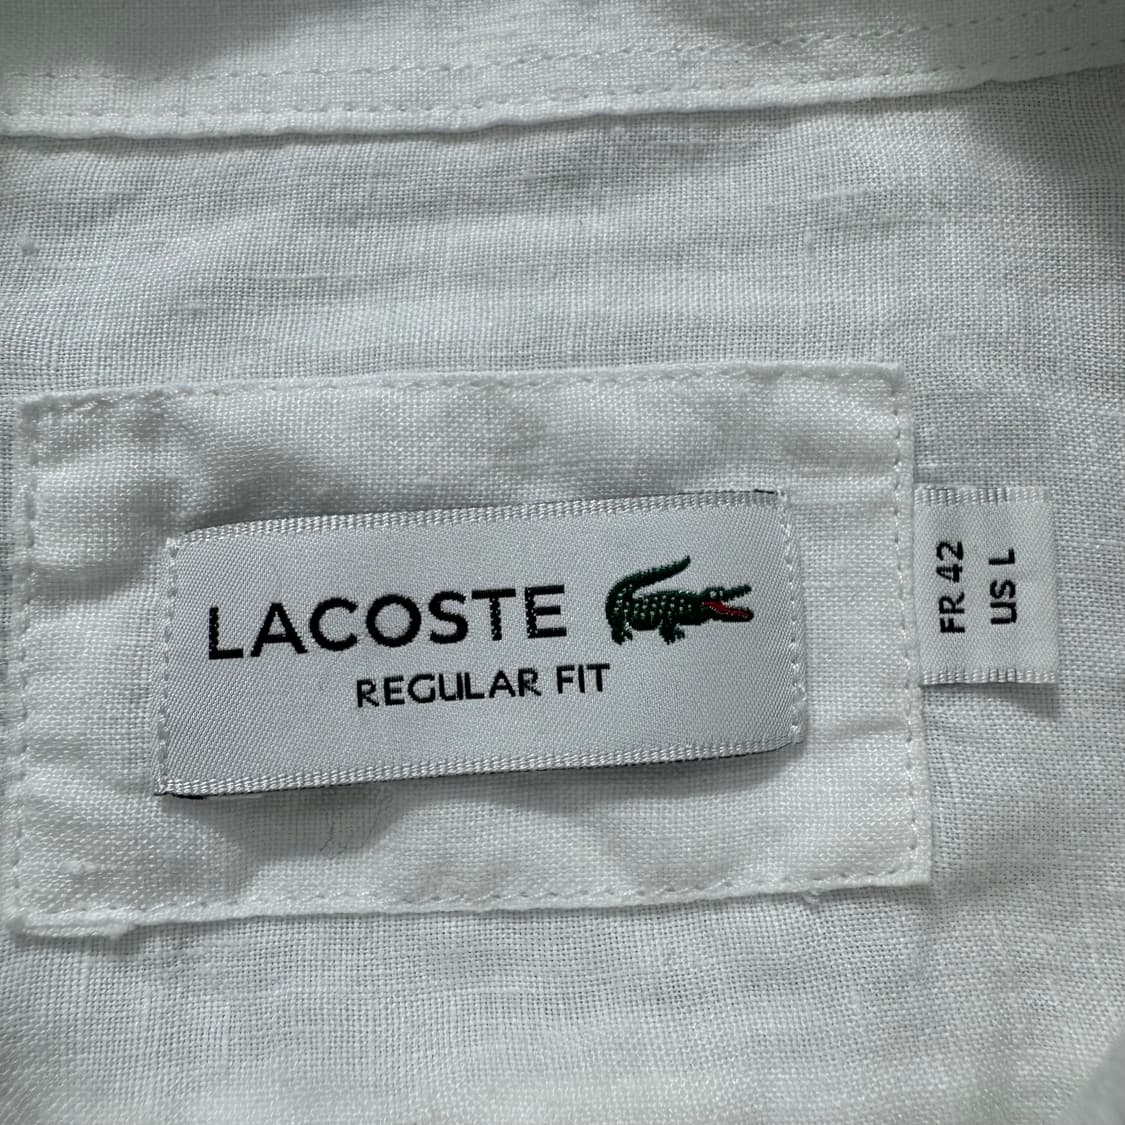 LACOSTE
REGULAR FIT
FR 42
US L